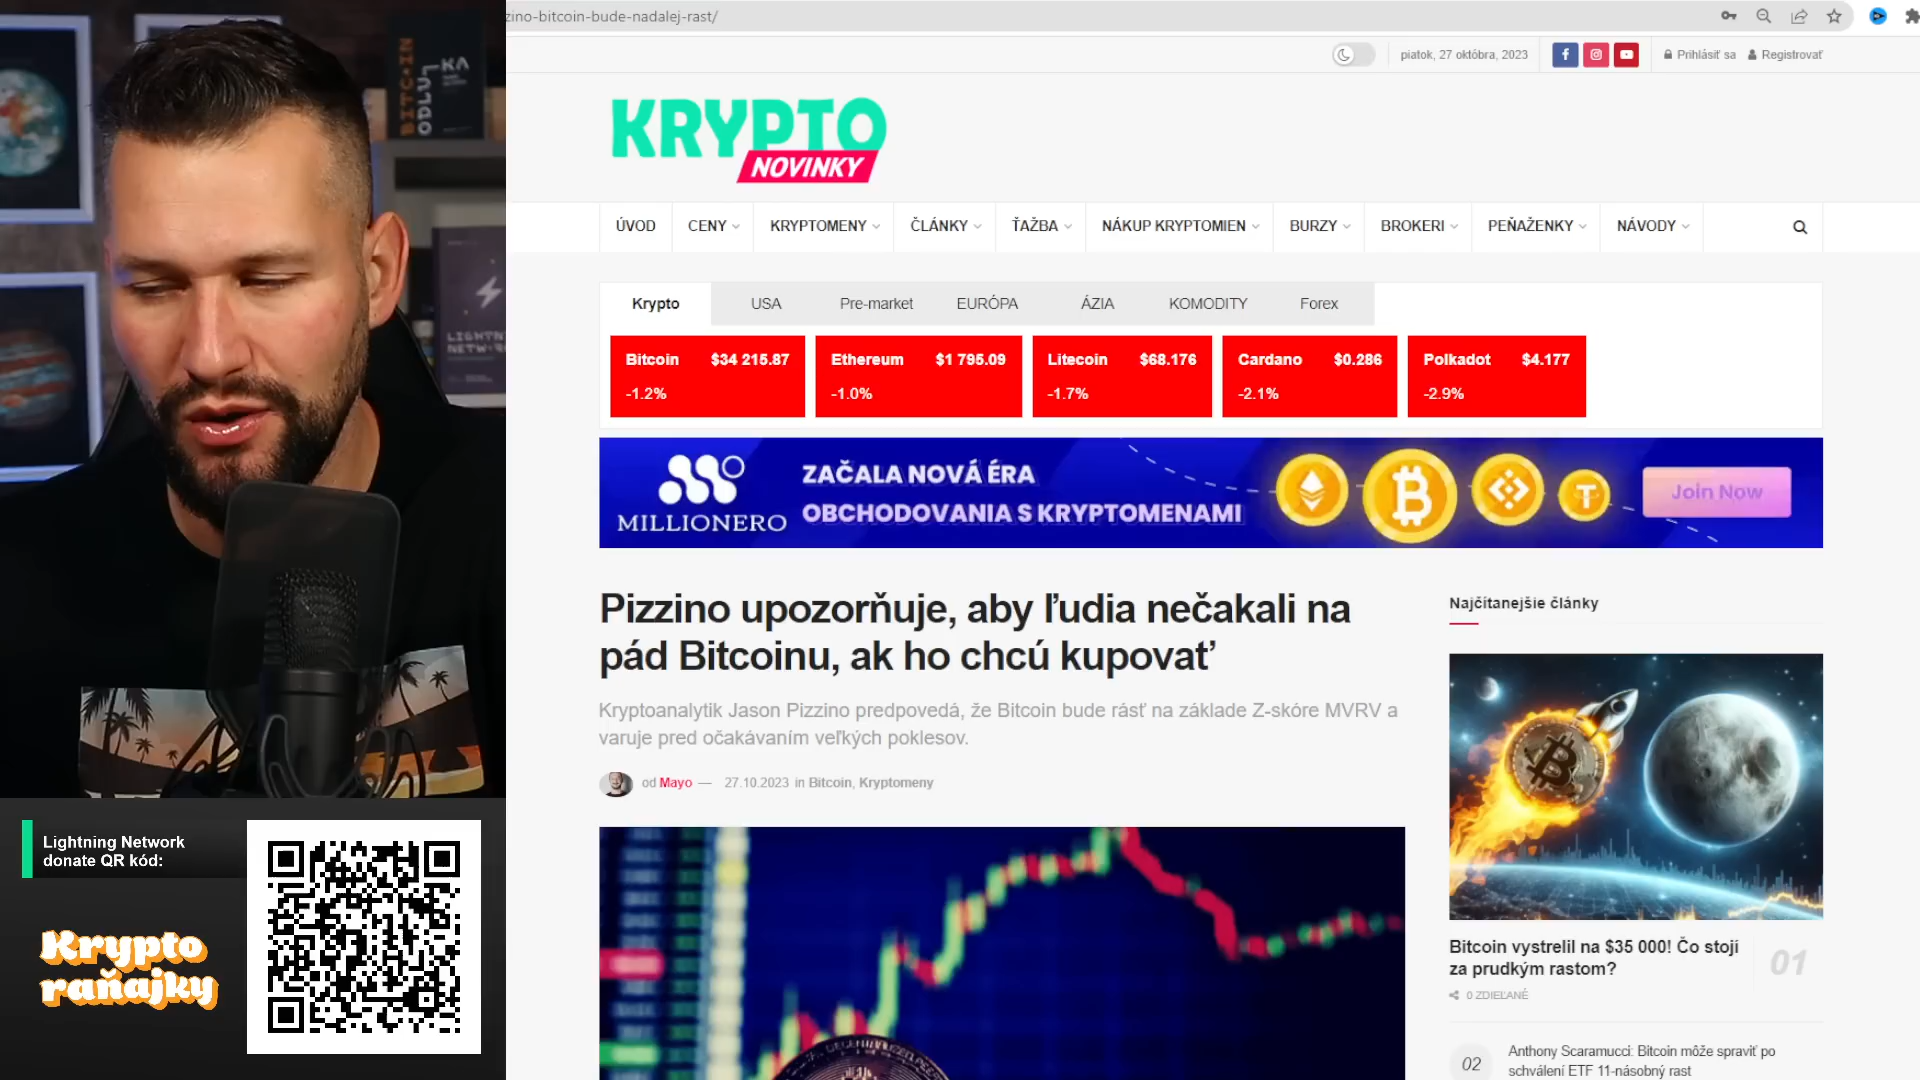 zino-bitcoin-bude-nadalej-rast/
piatok, 27 októbra, 2023
Prihlásiť sa
Registrovať
KRYPTO
NOVINKY
ÚVOD
CENY
KRYPTOMENY
ČLÁNKY
ŤAŽBA
NÁKUP KRYPTOMIEN
BURZY
BROKERI
PEŇAŽENKY
NÁVODY
Krypto
USA
Pre-market
EURÓPA
ÁZIA
KOMODITY
Forex
Bitcoin $34 215.87
-1.2%
Ethereum $1 795.09
-1.0%
Litecoin $68.176
-1.7%
Cardano $0.286
-2.1%
Polkadot $4.177
-2.9%
MILLIONERO
ZAČALA NOVÁ ÉRA
OBCHODOVANIA S KRYPTOMENAMI
Join Now
Pizzino upozorňuje, aby ľudia nečakali na
pád Bitcoinu, ak ho chcú kupovať
Kryptoanalytik Jason Pizzino predpovedá, že Bitcoin bude rásť na základe Z-skóre MVRV a
varuje pred očakávaním veľkých poklesov.
od Mayo — 27.10.2023 in Bitcoin, Kryptomeny
Najčítanejšie články
Bitcoin vystrelil na $35 000! Čo stojí
za prudkým rastom?
01
0 ZDIEĽANÉ
02
Anthony Scaramucci: Bitcoin môže spraviť po
schválení ETF 11-násobný rast
BITCOIN
ODLUKA
LIGHTNING
Lightning Network
donate QR kód:
Krypto
raňajky